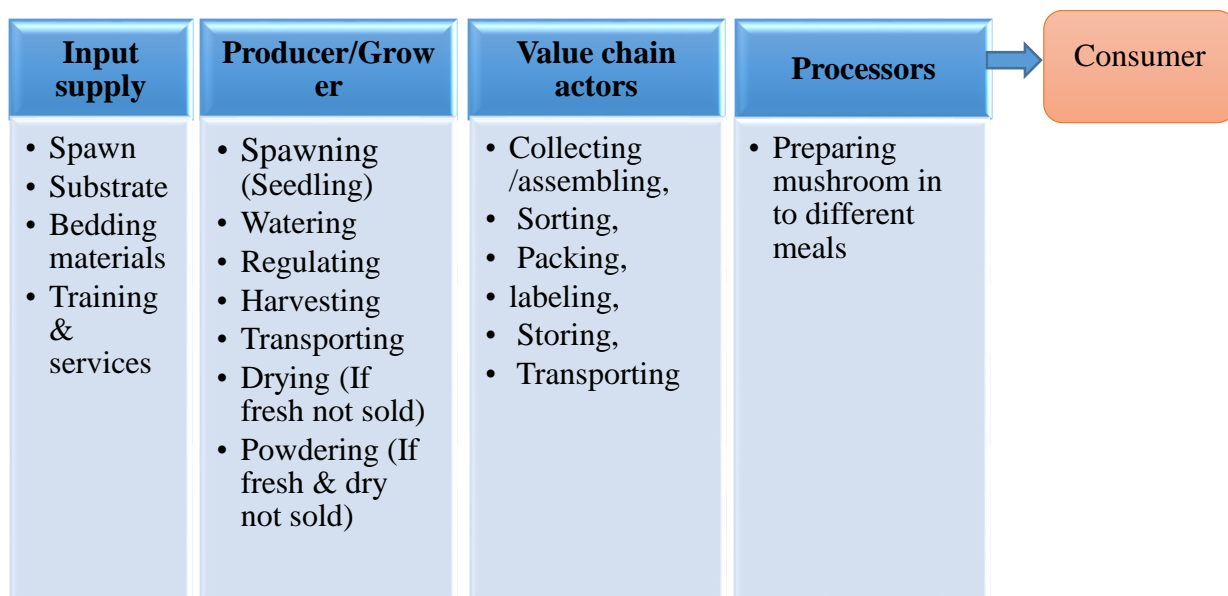 Input
supply
• Spawn
• Substrate
• Bedding
materials
• Training
&
services
Producer/Grow
er
• Spawning
(Seedling)
• Watering
• Regulating
• Harvesting
• Transporting
• Drying (If
fresh not sold)
• Powdering (If
fresh & dry
not sold)
Value chain
actors
• Collecting
/assembling,
• Sorting,
• Packing,
• labeling,
• Storing,
• Transporting
Processors
• Preparing
mushroom in
to different
meals
Consumer